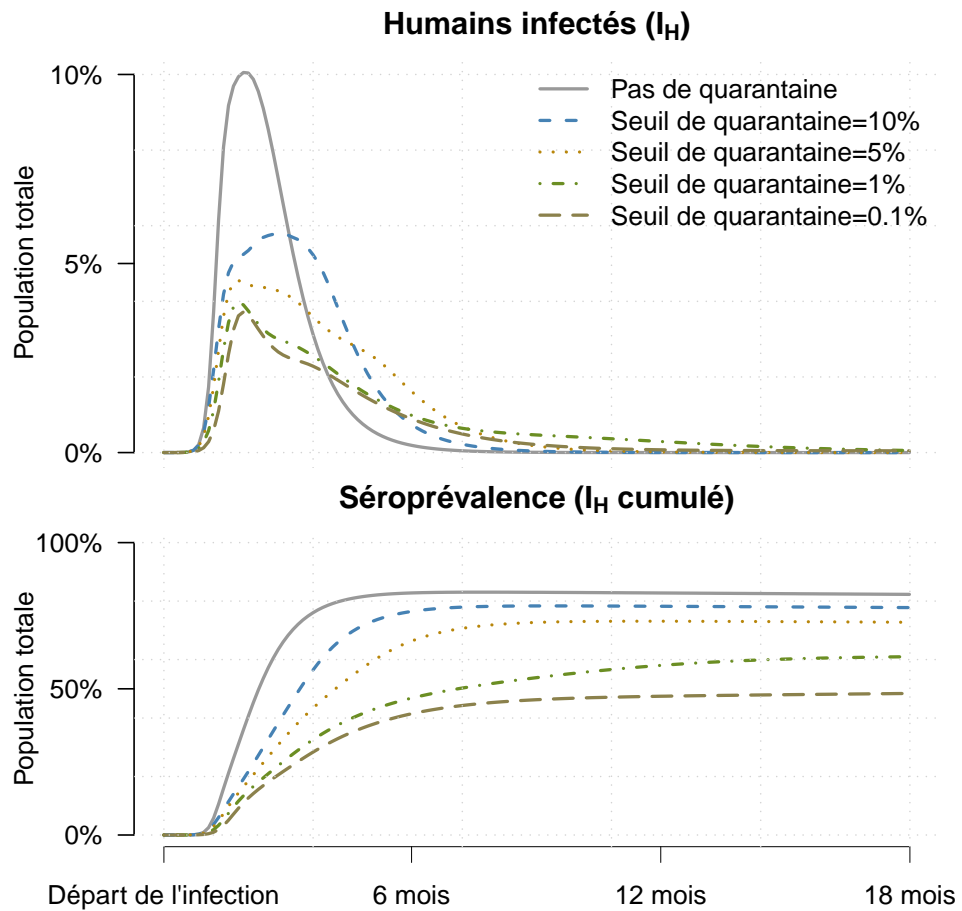 Humains infectés (I_H)
10%
5%
0%
Population totale
Pas de quarantaine
Seuil de quarantaine=10%
Seuil de quarantaine=5%
Seuil de quarantaine=1%
Seuil de quarantaine=0.1%
Séroprévalence (I_H cumulé)
100%
50%
0%
Population totale
Départ de l'infection
6 mois
12 mois
18 mois